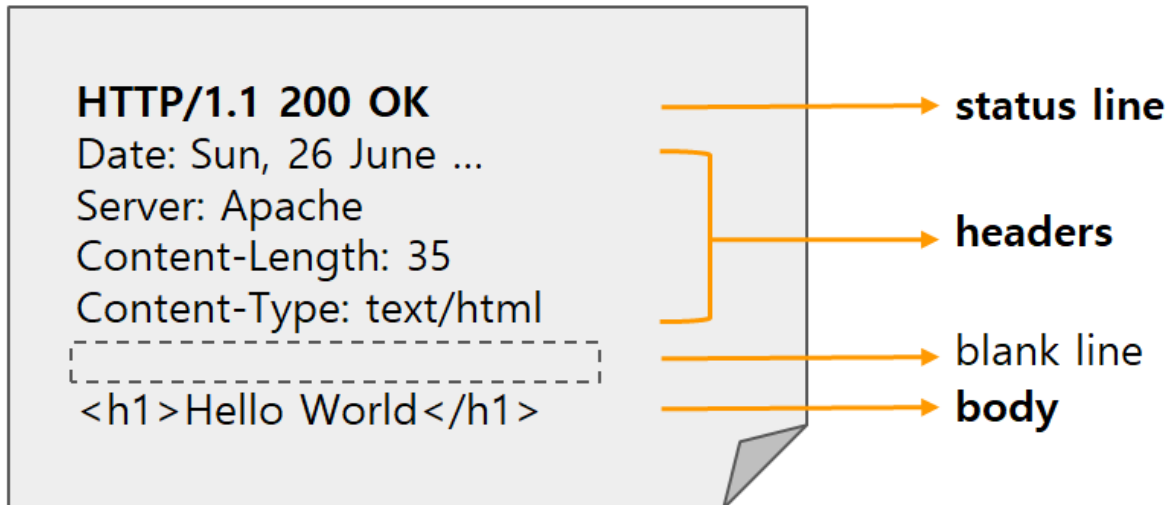 HTTP/1.1 200 OK
status line
Date: Sun, 26 June ...
Server: Apache
headers
Content-Length: 35
Content-Type: text/html
blank line
<h1>Hello World</h1>
body